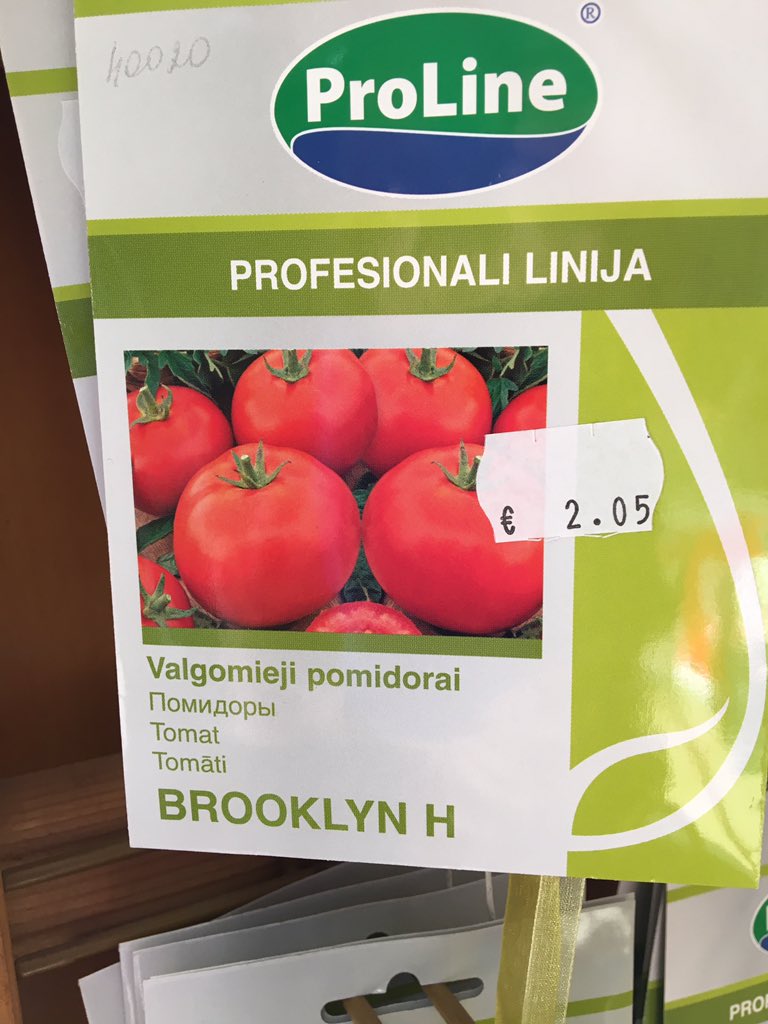 40020
ProLine ®
PROFESIONALI LINIJA
€ 2.05
Valgomieji pomidorai
Помидоры
Tomat
Tomāti
BROOKLYN H